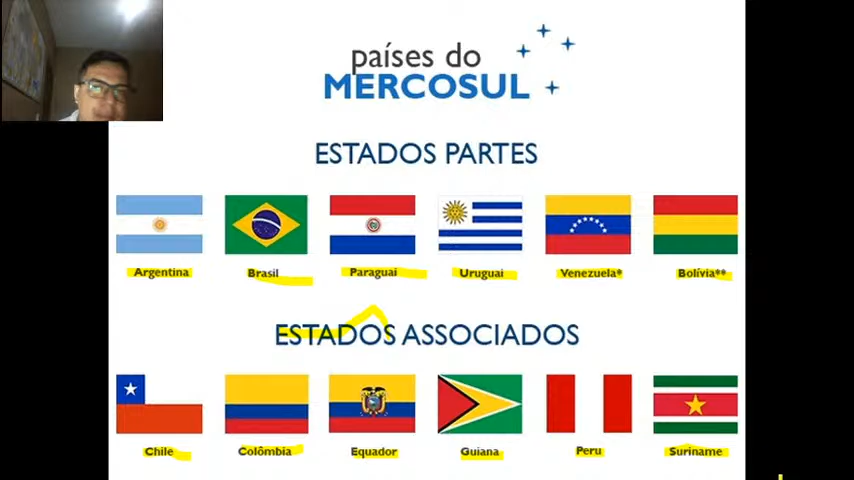 países do
MERCOSUL
ESTADOS PARTES
Argentina Brasil Paraguai Uruguai Venezuela* Bolívia**
ESTADOS ASSOCIADOS
Chile Colômbia Equador Guiana Peru Suriname